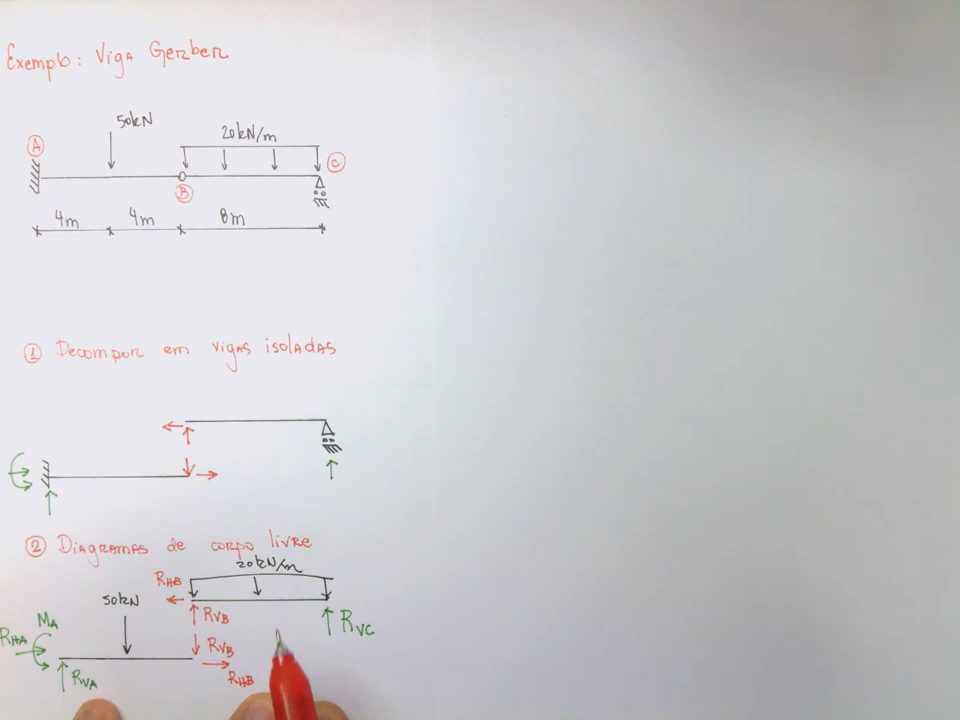 Exemplo: Viga Gerber
50kN
20kN/m
A
C
B
4m
4m
8m
1 Decompor em vigas isoladas
2 Diagramas de corpo livre
20kN/m
RHB
50kN
RVB
RVC
MA
RHA
RVB
RHB
RVA